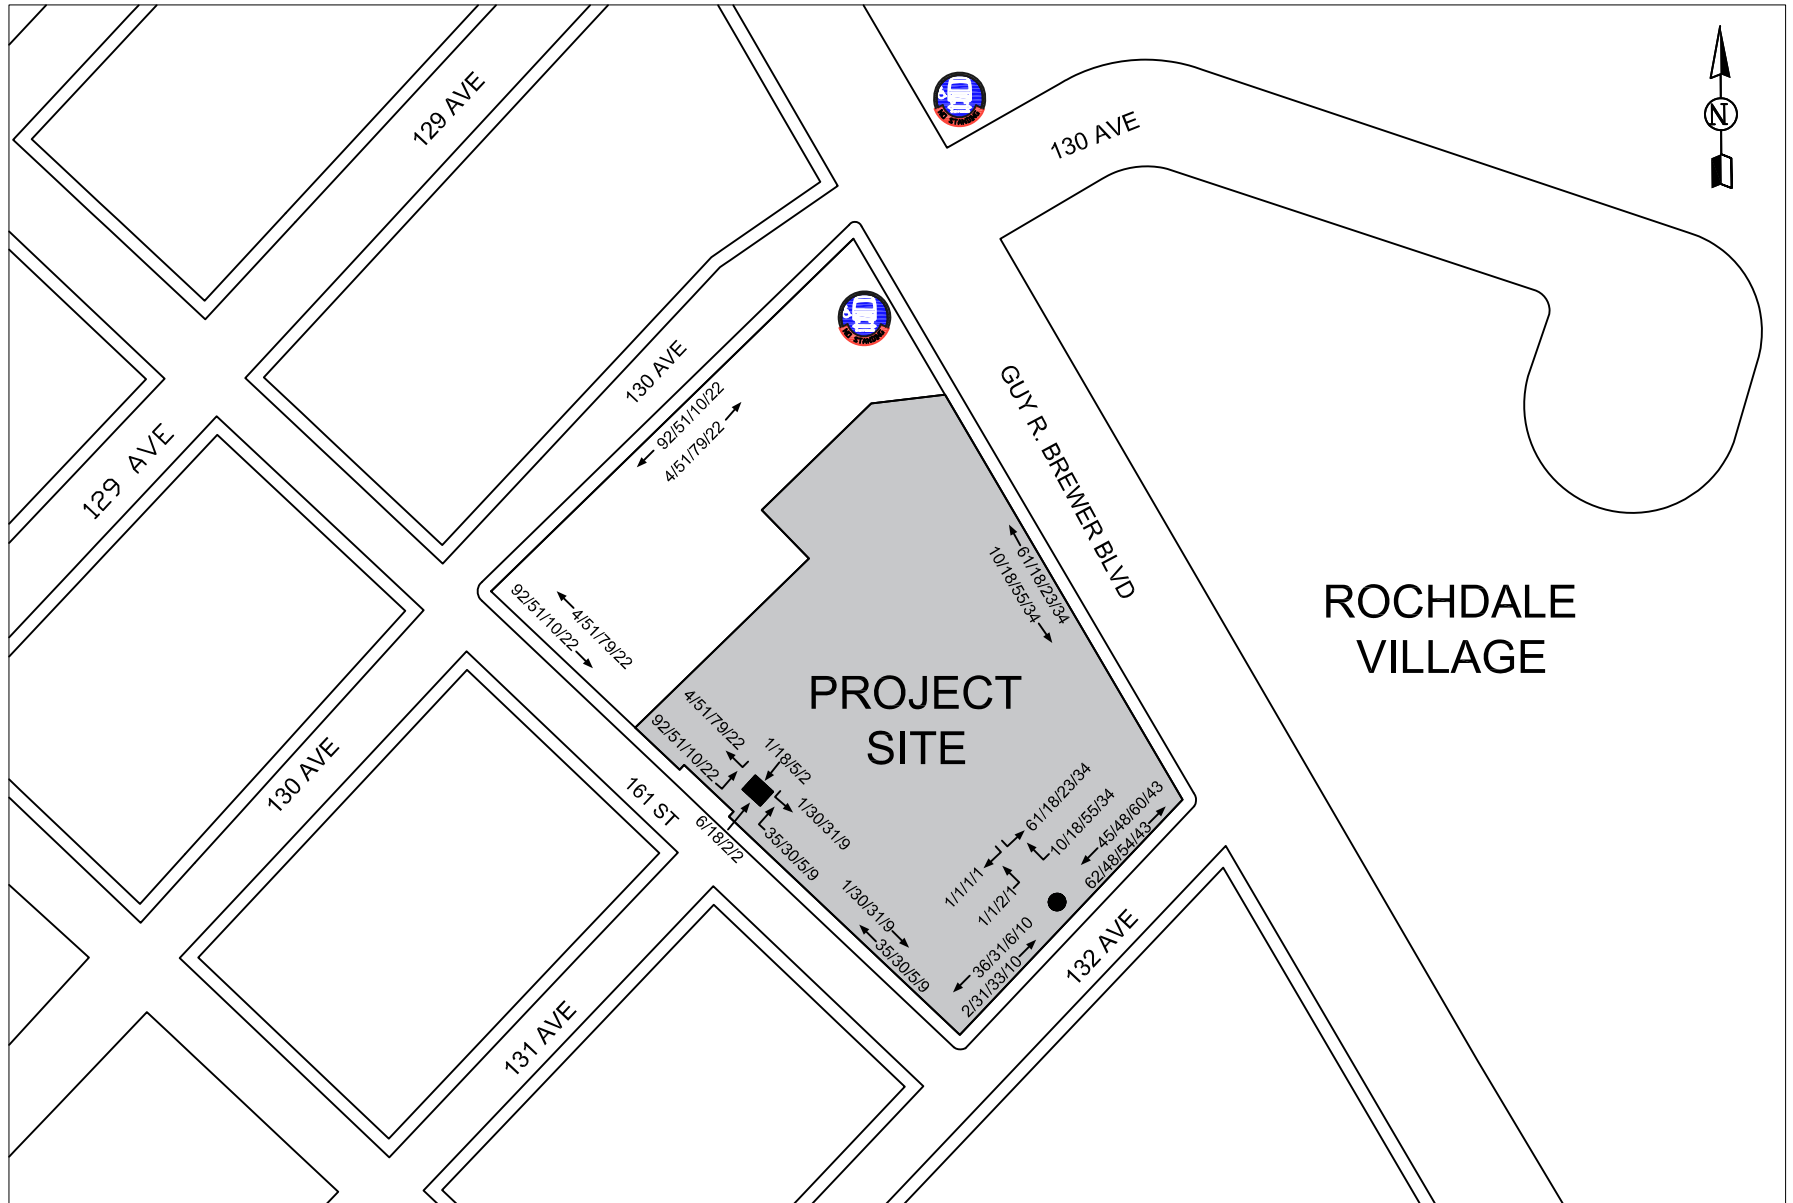 129 AVE
NO STANDING
130 AVE
N
NO STANDING
130 AVE
92/51/10/22
4/51/79/22
GUY R. BREWER BLVD
129 AVE
61/18/23/34
10/18/55/34
4/51/79/22
92/51/10/22
ROCHDALE
VILLAGE
PROJECT
SITE
4/51/79/22
92/51/10/22
1/18/5/2
130 AVE
161 ST
6/18/2/2
1/30/31/9
35/30/5/9
61/18/23/34
10/18/55/34
45/48/60/43
62/48/54/43
1/1/1/1
1/1/2/1
1/30/31/9
35/30/5/9
36/31/6/10
2/31/33/10
132 AVE
131 AVE